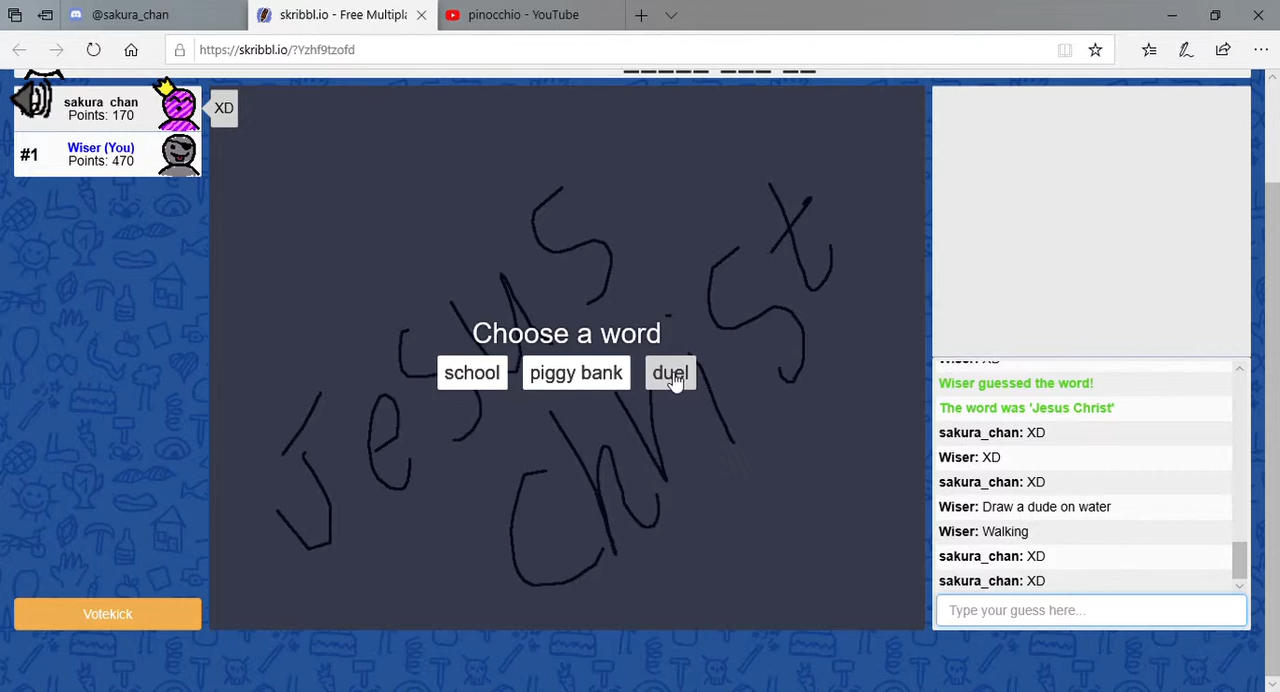 @sakura_chan
skribbl.io - Free Multipla
pinocchio - YouTube
https://skribbl.io/?Yzhf9tzofd
sakura chan
Points: 170
XD
#1
Wiser (You)
Points: 470
Jesus
Christ
Choose a word
school
piggy bank
duel
Wiser guessed the word!
The word was 'Jesus Christ'
sakura_chan: XD
Wiser: XD
sakura_chan: XD
Wiser: Draw a dude on water
Wiser: Walking
sakura_chan: XD
sakura_chan: XD
Type your guess here...
Votekick